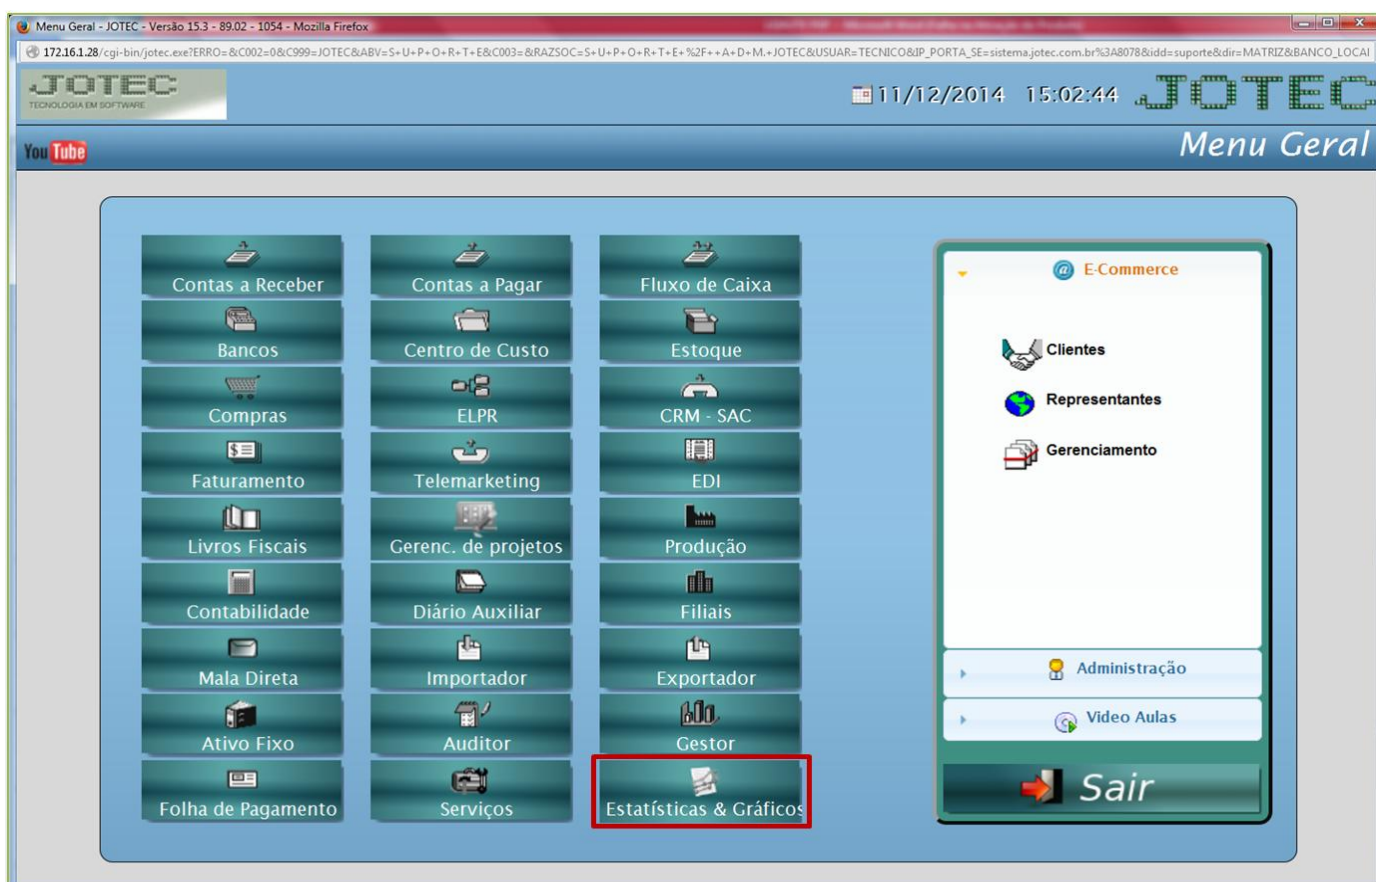 Menu Geral - JOTEC - Versão 15.3 - 89.02 - 1054 - Mozilla Firefox
172.16.1.28/cgi-bin/jotec.exe?ERRO=&C002=0&C999=JOTEC&ABV=S+U+P+O+R+T+E&C003=&RAZSOC=S+U+P+O+R+T+E+%2F++A+D+M.+JOTEC&USUAR=TECNICO&IP_PORTA_SE=sistema.jotec.com.br%3A8078&idd=suporte&dir=MATRIZ&BANCO_LOCAI
JOTEC
TECNOLOGIA EM SOFTWARE
11/12/2014 15:02:44 JOTEC
YouTube
Menu Geral
Contas a Receber Contas a Pagar Fluxo de Caixa
Bancos Centro de Custo Estoque
Compras ELPR CRM - SAC
Faturamento Telemarketing EDI
Livros Fiscais Gerenc. de projetos Produção
Contabilidade Diário Auxiliar Filiais
Mala Direta Importador Exportador
Ativo Fixo Auditor Gestor
Folha de Pagamento Serviços Estatísticas & Gráficos
E-Commerce
Clientes
Representantes
Gerenciamento
Administração
Video Aulas
Sair